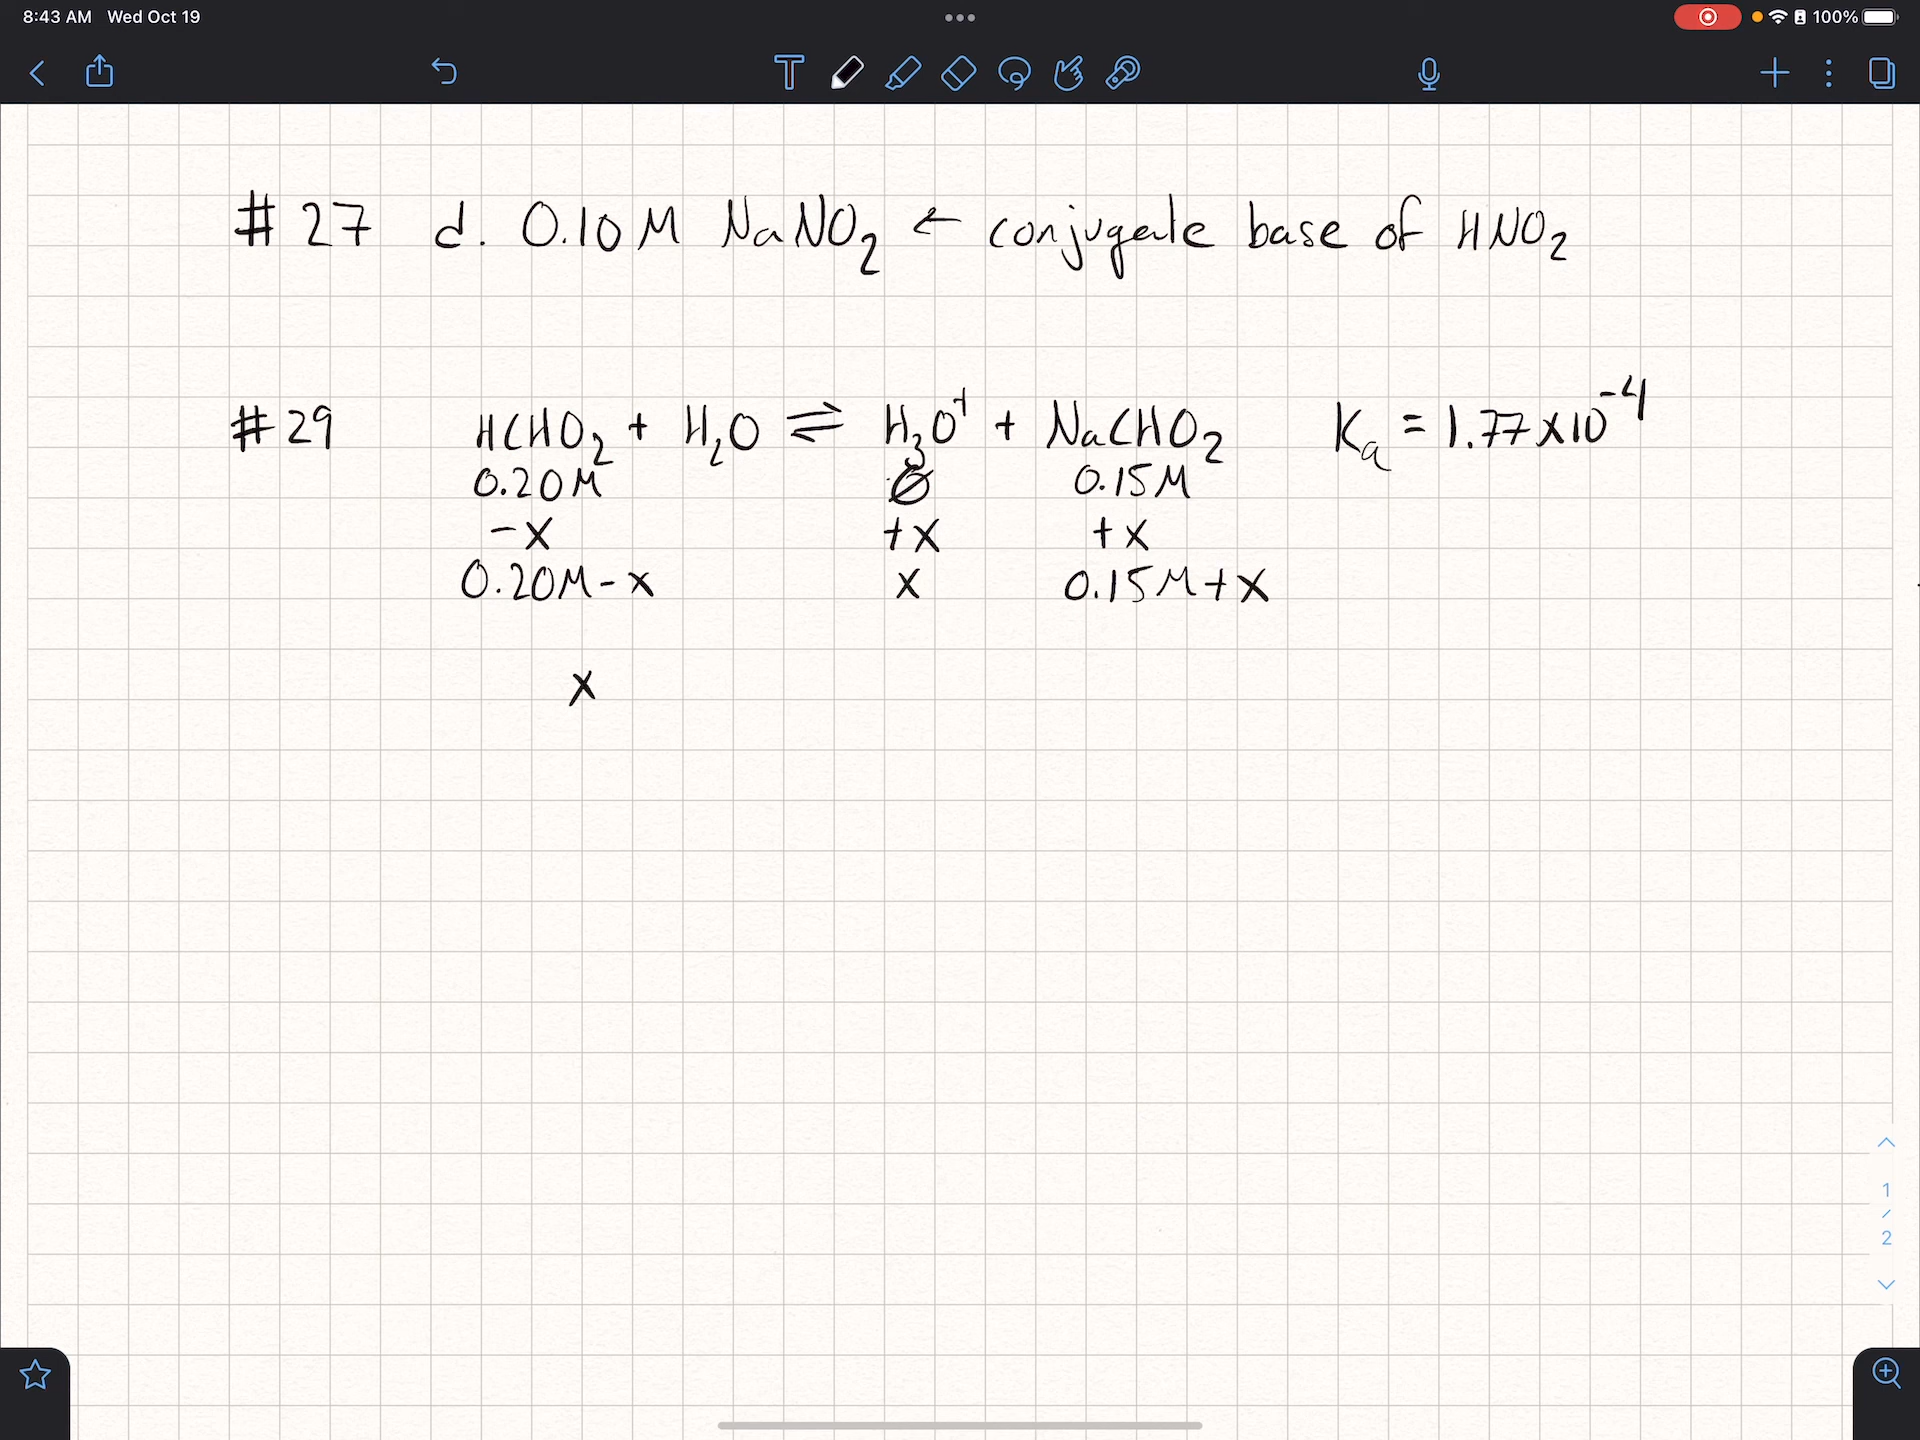 8:43 AM Wed Oct 19 100%
# 27 d. 0.10 M NaNO₂ ← conjugate base of HNO₂
# 29 HCHO₂ + H₂O ⇌ H₃O⁺ + NaCHO₂ Kₐ = 1.77 x 10⁻⁴
0.20M Ø 0.15M
-x +x +x
0.20M-x x 0.15M+x
x
1
/
2